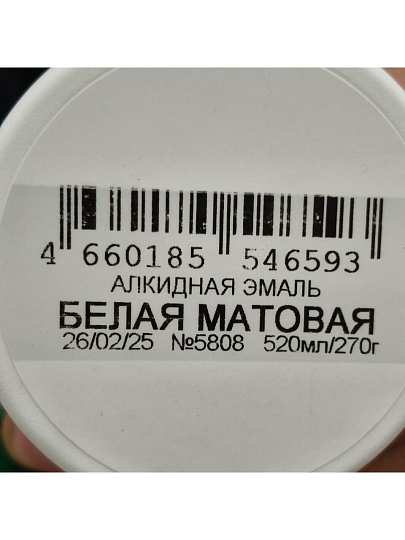 4 660185 546593
АЛКИДНАЯ ЭМАЛЬ
БЕЛАЯ МАТОВАЯ
26/02/25 №5808 520мл/270г